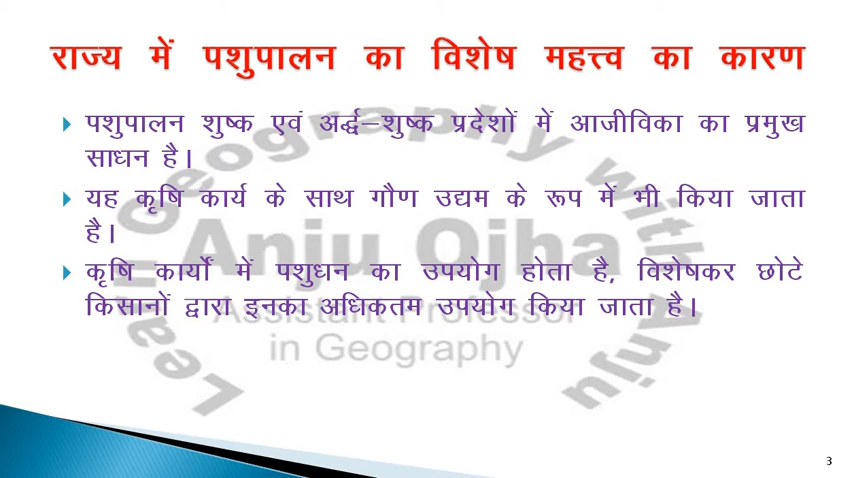 राज्य में पशुपालन का विशेष महत्त्व का कारण
पशुपालन शुष्क एवं अर्द्ध–शुष्क प्रदेशों में आजीविका का प्रमुख
साधन है।
यह कृषि कार्य के साथ गौण उद्यम के रूप में भी किया जाता
है।
कृषि कार्यों में पशुधन का उपयोग होता है, विशेषकर छोटे
किसानों द्वारा इनका अधिकतम उपयोग किया जाता है।
Learn Geography with Anju
Anju Ojha
Assistant Professor
in Geography
3